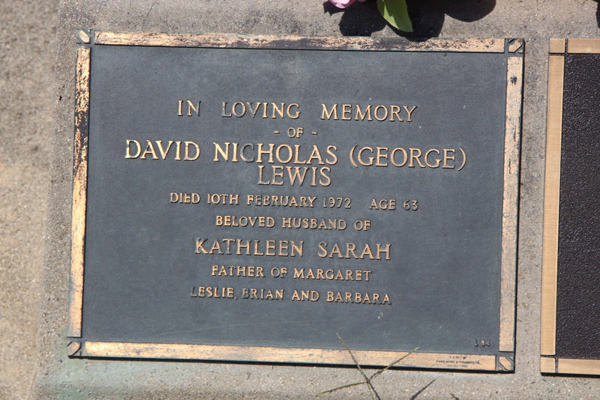 IN LOVING MEMORY
- OF -
DAVID NICHOLAS (GEORGE)
LEWIS
DIED 10TH FEBRUARY 1972 AGE 63
BELOVED HUSBAND OF
KATHLEEN SARAH
FATHER OF MARGARET
LESLIE, BRIAN AND BARBARA